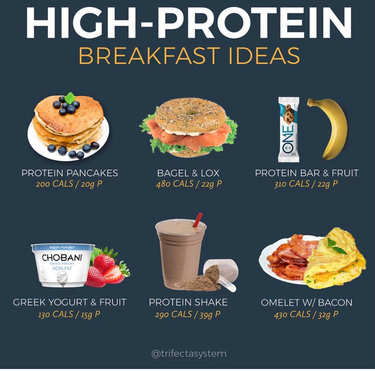 HIGH-PROTEIN
BREAKFAST IDEAS
PROTEIN PANCAKES
200 CALS / 20g P
BAGEL & LOX
480 CALS / 22g P
ONE
PROTEIN BAR & FRUIT
310 CALS / 22g P
CHOBANI
NON-FAT
GREEK YOGURT & FRUIT
130 CALS / 15g P
PROTEIN SHAKE
290 CALS / 39g P
OMELET W/ BACON
430 CALS / 32g P
@trifectasystem